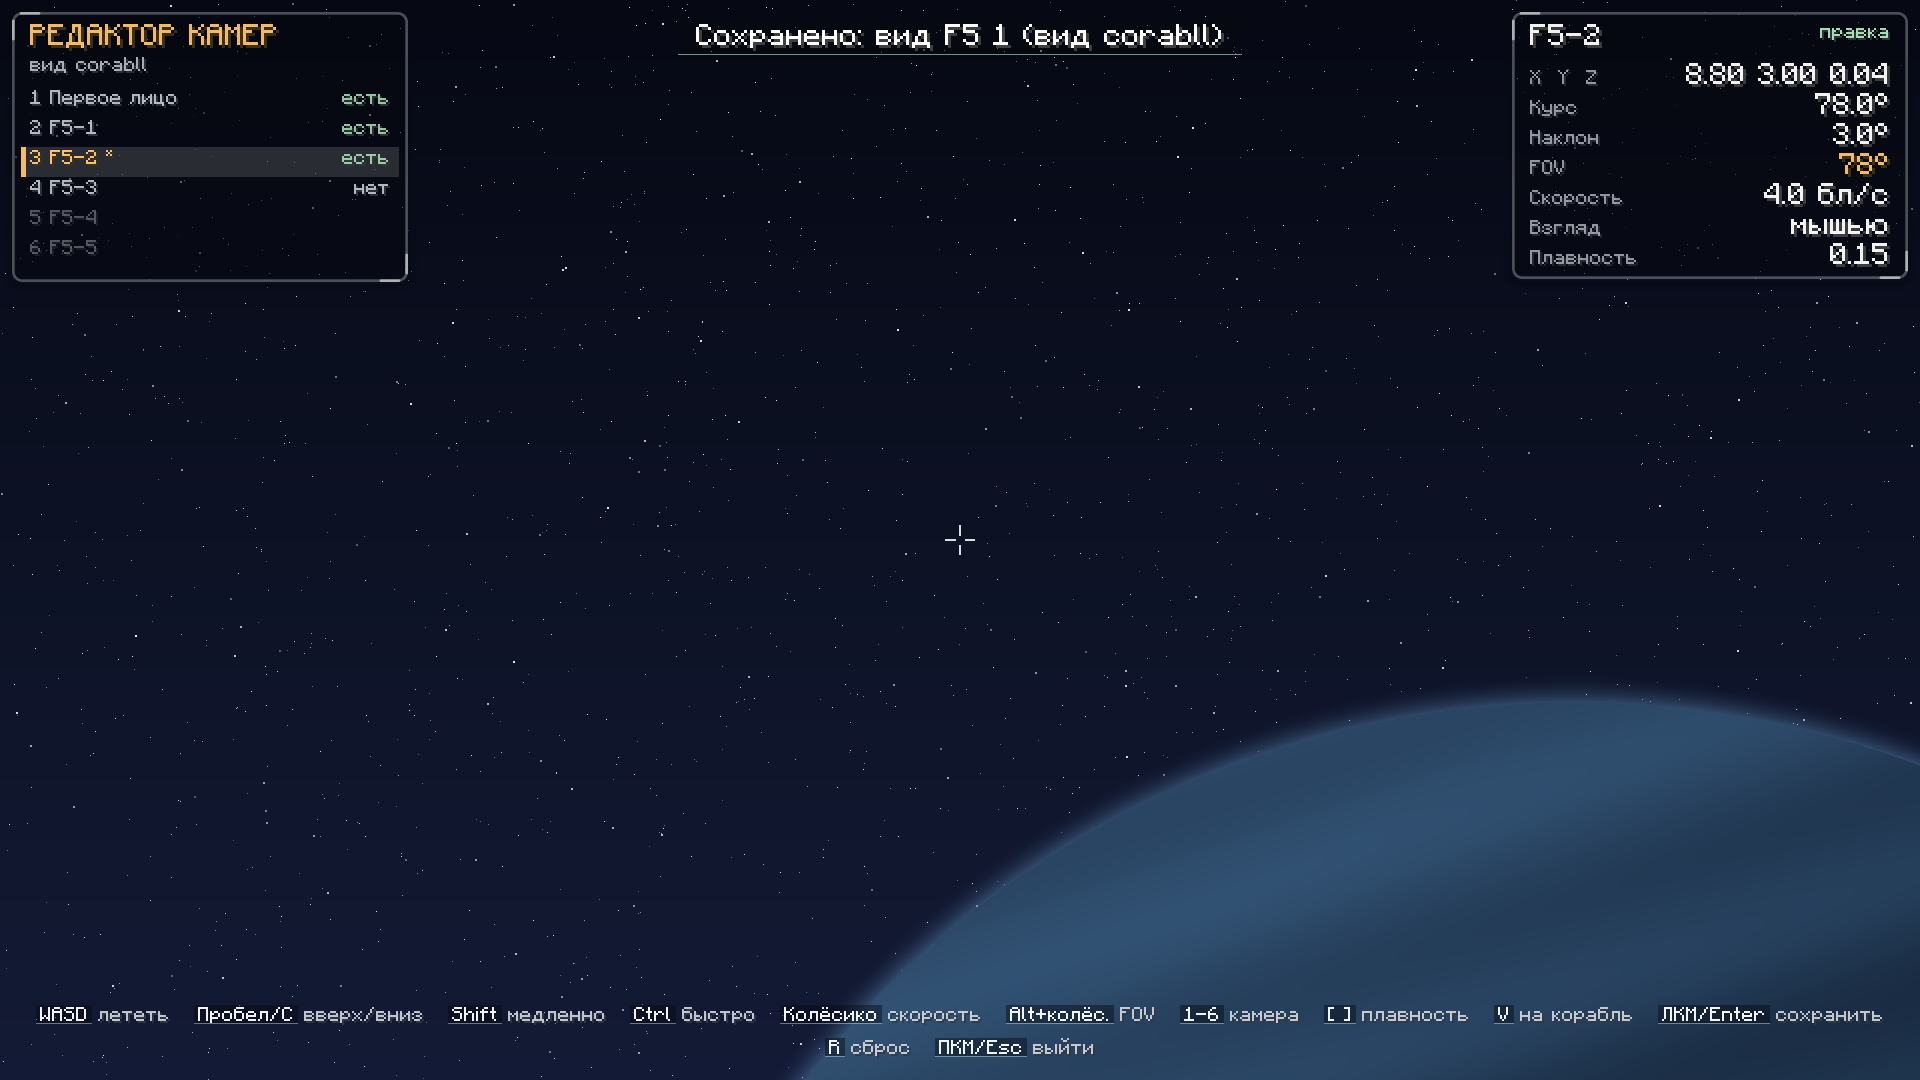 РЕДАКТОР КАМЕР
вид corabll
1 Первое лицо есть
2 F5-1 есть
3 F5-2 * есть
4 F5-3 нет
5 F5-4
6 F5-5
Сохранено: вид F5 1 (вид corabll)
F5-2 правка
X Y Z 8.80 3.00 0.04
Курс 78.0°
Наклон 3.0°
FOV 78°
Скорость 4.0 бл/с
Взгляд мышью
Плавность 0.15
WASD лететь Пробел/C вверх/вниз Shift медленно Ctrl быстро Колёсико скорость Alt+колёс. FOV 1-6 камера [ ] плавность V на корабль ЛКМ/Enter сохранить
R сброс ПКМ/Esc выйти